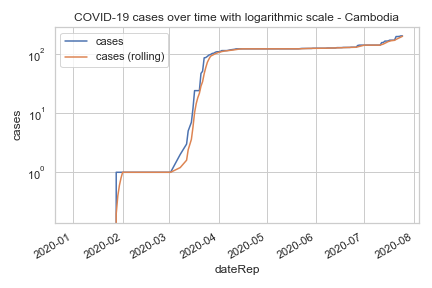 COVID-19 cases over time with logarithmic scale - Cambodia
cases
cases (rolling)
10²
10¹
10⁰
cases
2020-01
2020-02
2020-03
2020-04
2020-05
2020-06
2020-07
2020-08
dateRep